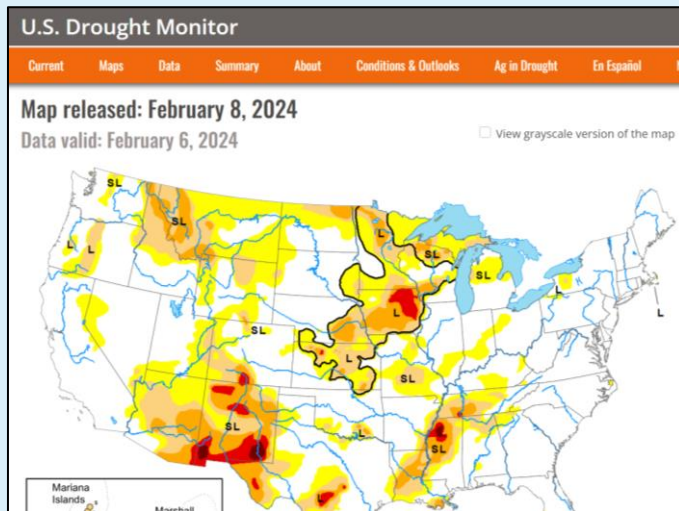 U.S. Drought Monitor
Current Maps Data Summary About Conditions & Outlooks Ag in Drought En Español
Map released: February 8, 2024
Data valid: February 6, 2024
View grayscale version of the map
SL
SL
L
SL
L
L
SL
L
L
L
SL
L
SL
SL
L
L
SL
L
Mariana
Islands